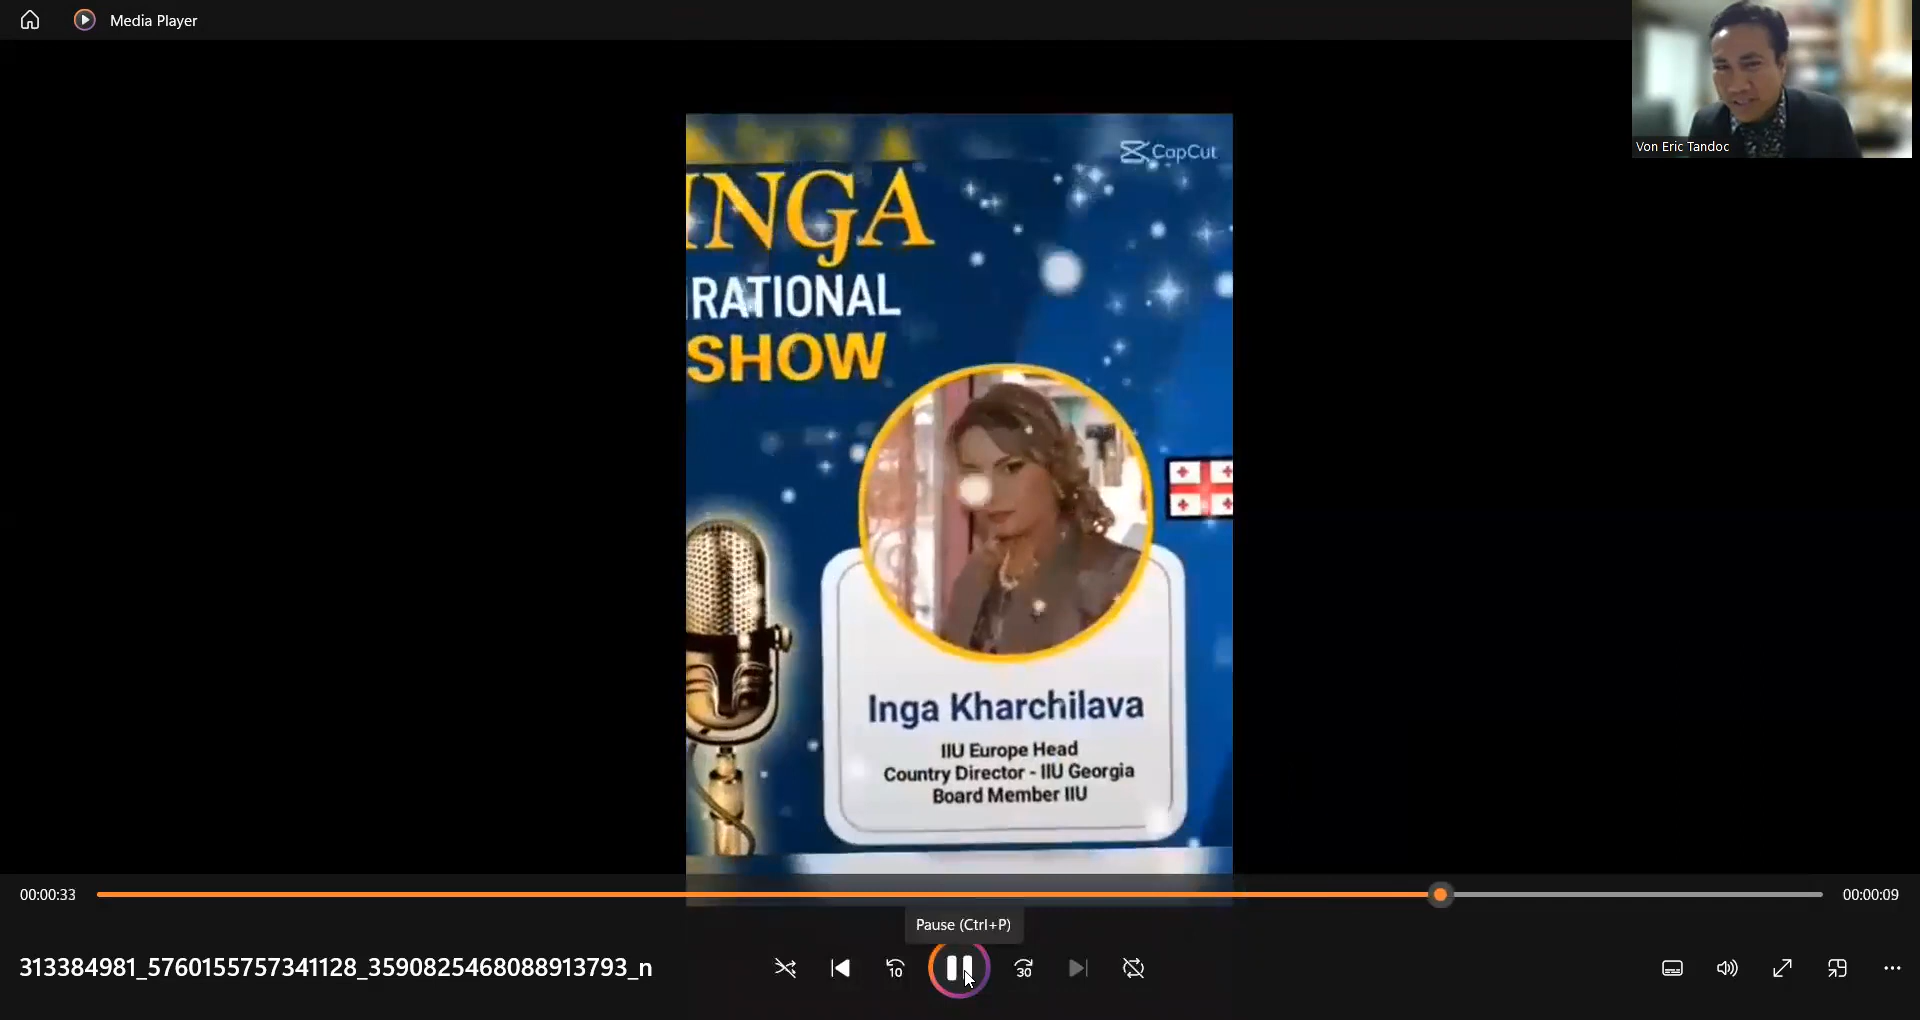 Media Player
Von Eric Tandoc
CapCut
INGA
RATIONAL
SHOW
Inga Kharchilava
IIU Europe Head
Country Director - IIU Georgia
Board Member IIU
00:00:33
00:00:09
Pause (Ctrl+P)
313384981_5760155757341128_3590825468088913793_n
10
30